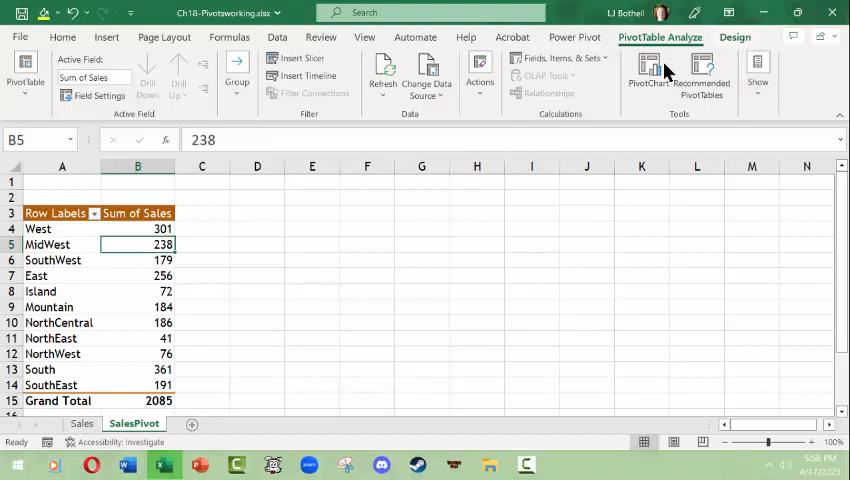 Ch18-Pivotsworking.xlsx
Search
LJ Bothell
File Home Insert Page Layout Formulas Data Review View Automate Help Acrobat Power Pivot PivotTable Analyze Design
PivotTable
Active Field:
Sum of Sales
Field Settings
Drill Down
Drill Up
Active Field
Group
Insert Slicer
Insert Timeline
Filter Connections
Filter
Refresh
Change Data Source
Data
Actions
Fields, Items, & Sets
OLAP Tools
Relationships
Calculations
PivotChart
Recommended PivotTables
Tools
Show
B5 fx 238
A B C D E F G H I J K L M N
1
2
3 Row Labels Sum of Sales
4 West 301
5 MidWest 238
6 SouthWest 179
7 East 256
8 Island 72
9 Mountain 184
10 NorthCentral 186
11 NorthEast 41
12 NorthWest 76
13 South 361
14 SouthEast 191
15 Grand Total 2085
Sales SalesPivot
Ready Accessibility: Investigate 100%
5:58 PM
4/17/2023